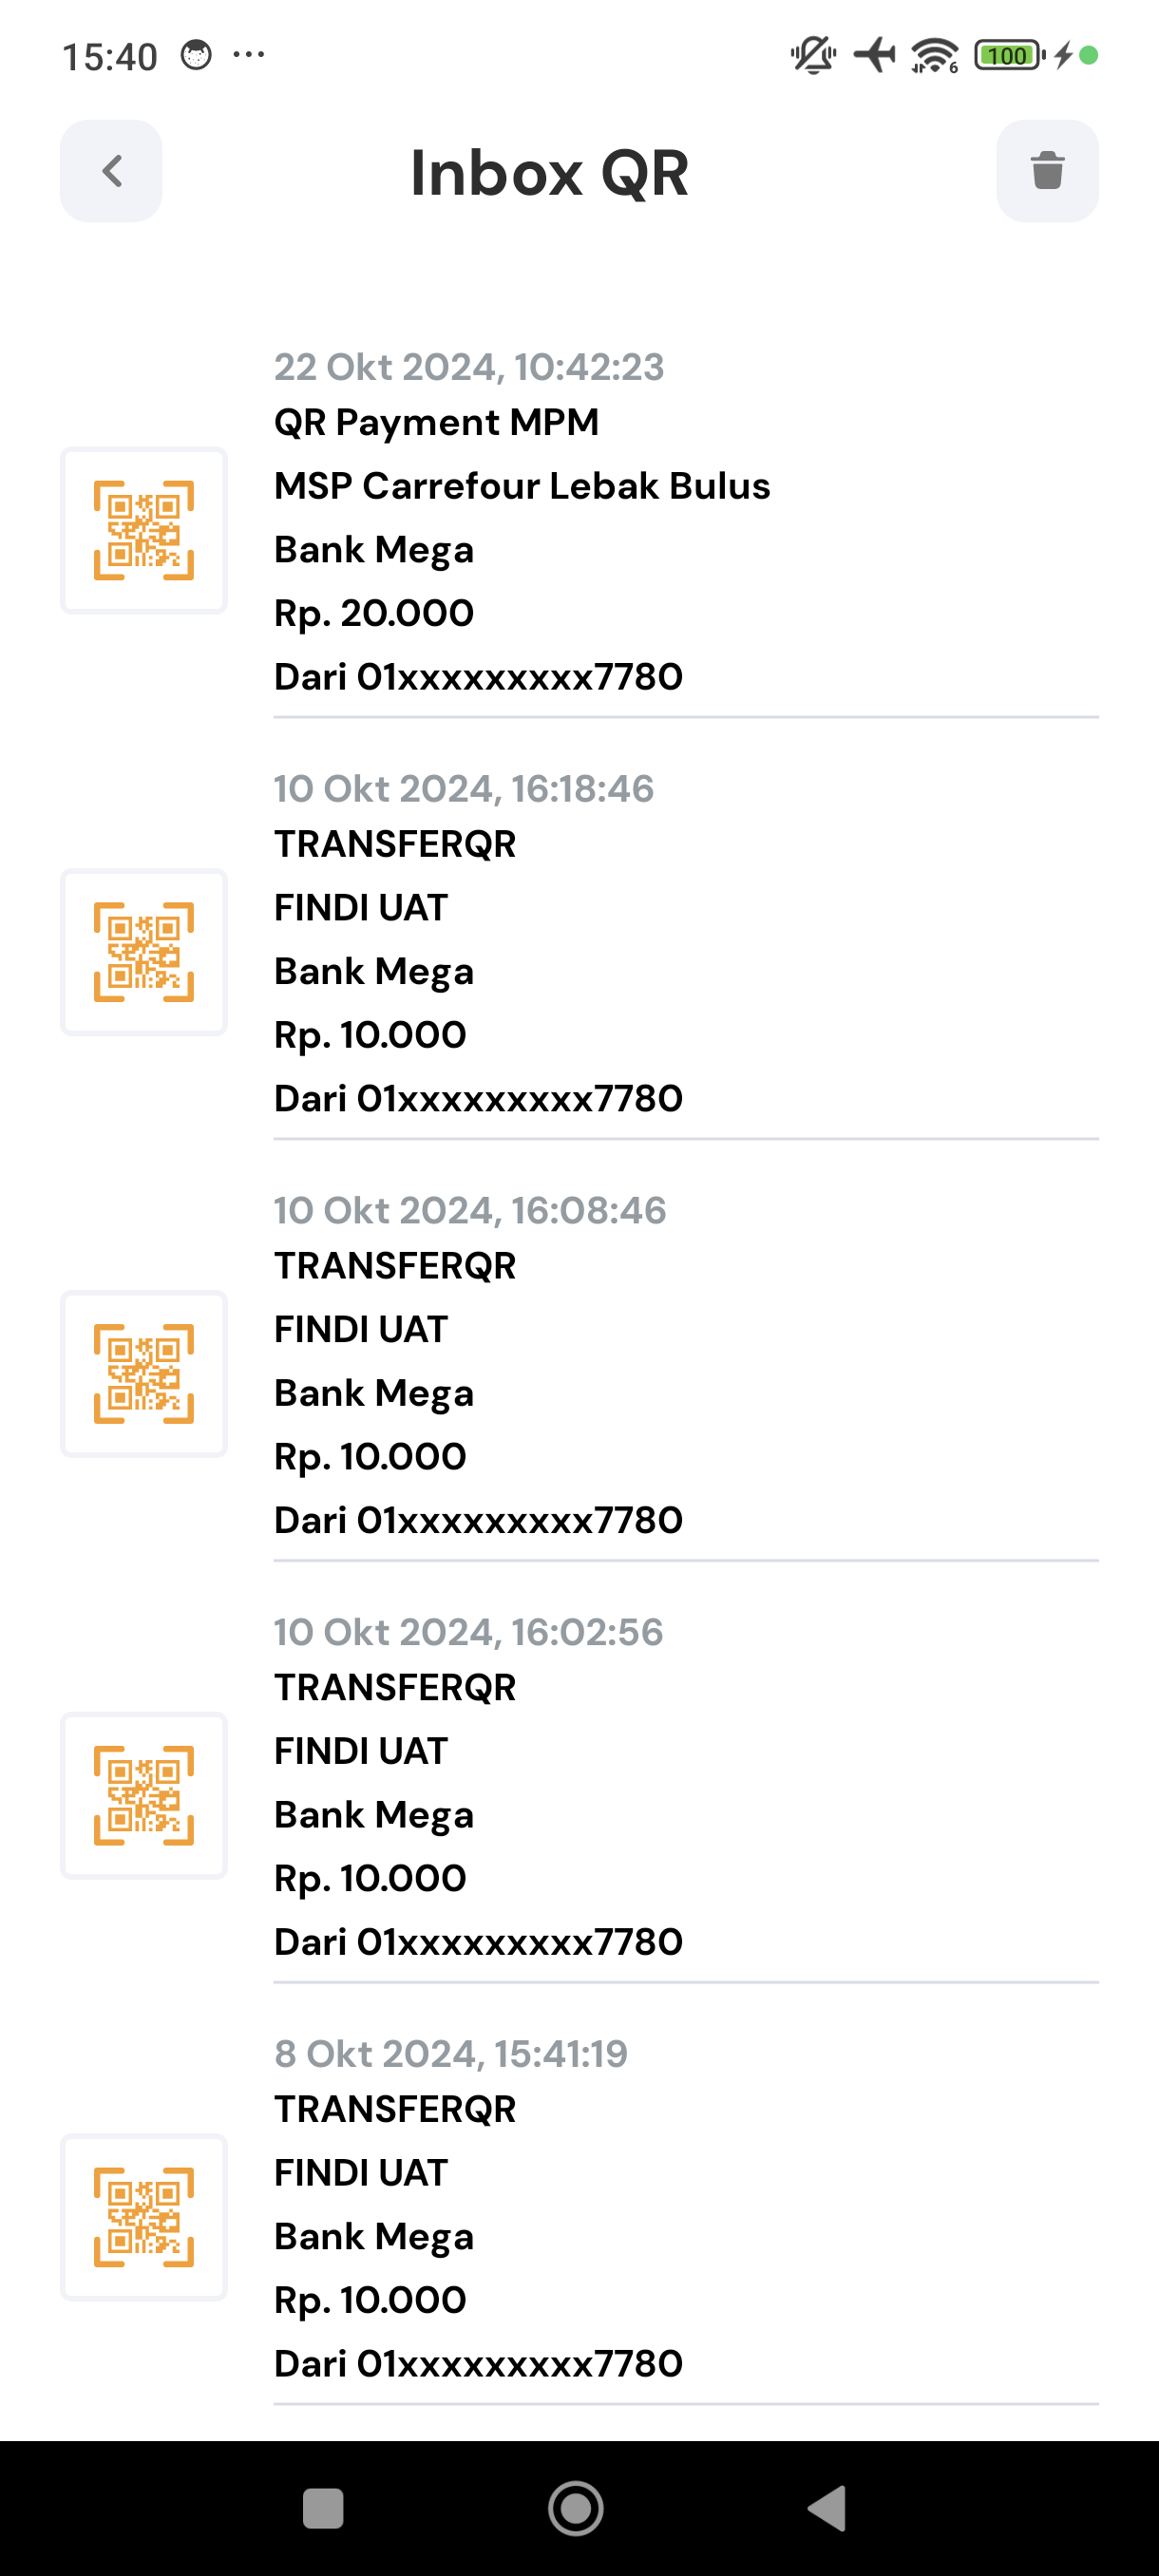 15:40
6
100
Inbox QR
22 Okt 2024, 10:42:23
QR Payment MPM
MSP Carrefour Lebak Bulus
Bank Mega
Rp. 20.000
Dari 01xxxxxxxxx7780
10 Okt 2024, 16:18:46
TRANSFERQR
FINDI UAT
Bank Mega
Rp. 10.000
Dari 01xxxxxxxxx7780
10 Okt 2024, 16:08:46
TRANSFERQR
FINDI UAT
Bank Mega
Rp. 10.000
Dari 01xxxxxxxxx7780
10 Okt 2024, 16:02:56
TRANSFERQR
FINDI UAT
Bank Mega
Rp. 10.000
Dari 01xxxxxxxxx7780
8 Okt 2024, 15:41:19
TRANSFERQR
FINDI UAT
Bank Mega
Rp. 10.000
Dari 01xxxxxxxxx7780